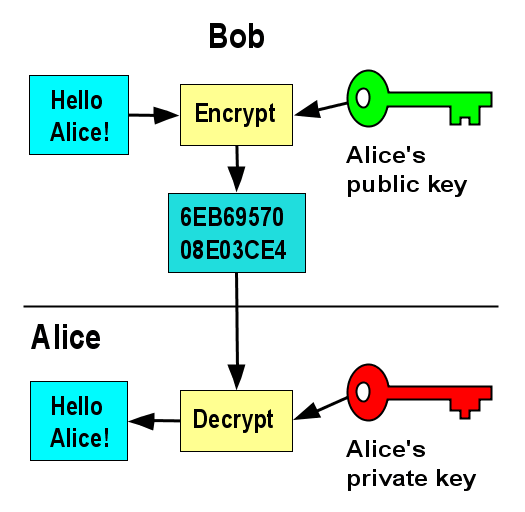 Bob
Hello
Alice!
Encrypt
Alice's
public key
6EB69570
08E03CE4
Alice
Hello
Alice!
Decrypt
Alice's
private key